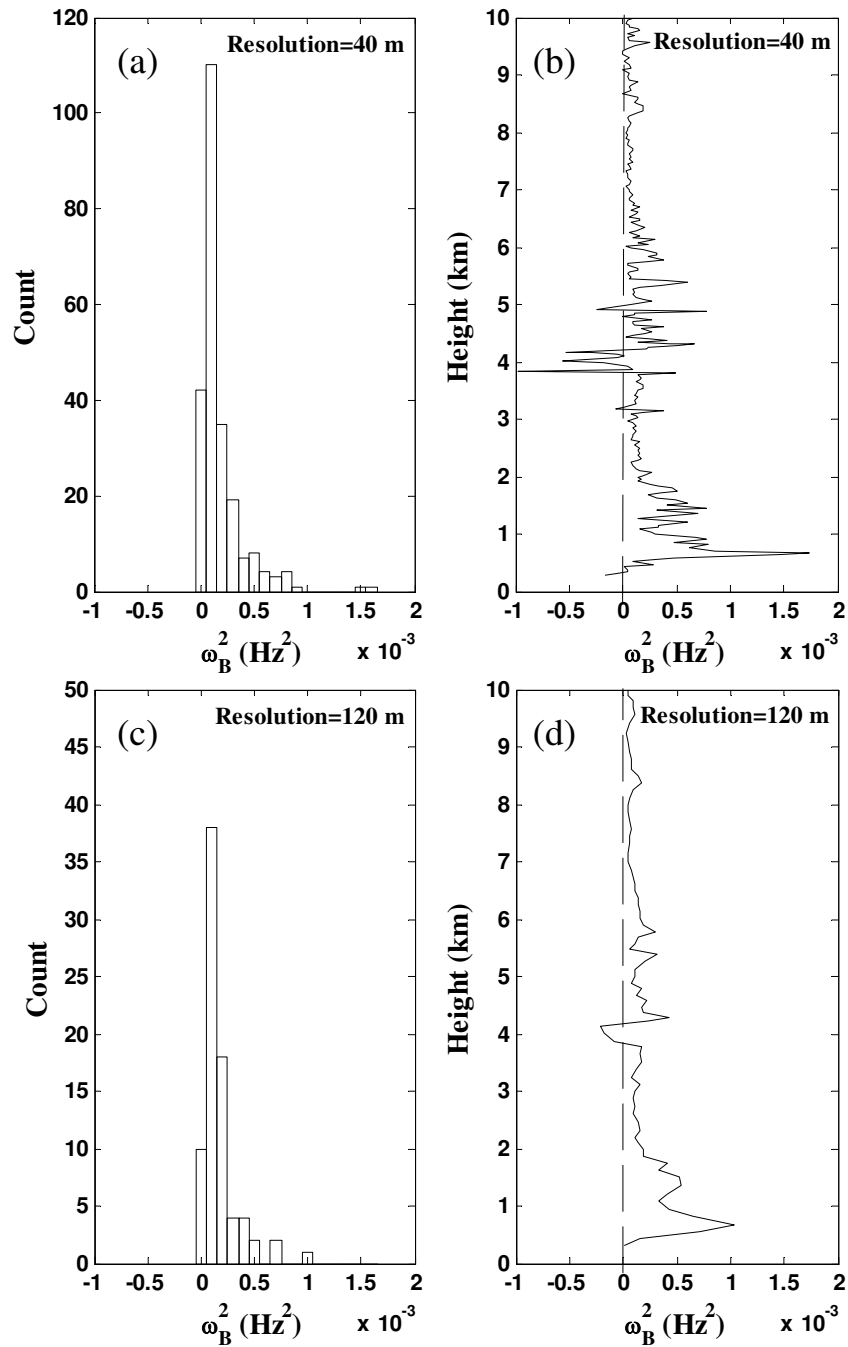 (a)
Resolution=40 m
120
100
80
60
40
20
0
Count
-1 -0.5 0 0.5 1 1.5 2
ω_B^2 (Hz^2)
x 10^-3
(b)
Resolution=40 m
10
9
8
7
6
5
4
3
2
1
0
Height (km)
-1 -0.5 0 0.5 1 1.5 2
ω_B^2 (Hz^2)
x 10^-3
(c)
Resolution=120 m
50
45
40
35
30
25
20
15
10
5
0
Count
-1 -0.5 0 0.5 1 1.5 2
ω_B^2 (Hz^2)
x 10^-3
(d)
Resolution=120 m
10
9
8
7
6
5
4
3
2
1
0
Height (km)
-1 -0.5 0 0.5 1 1.5 2
ω_B^2 (Hz^2)
x 10^-3